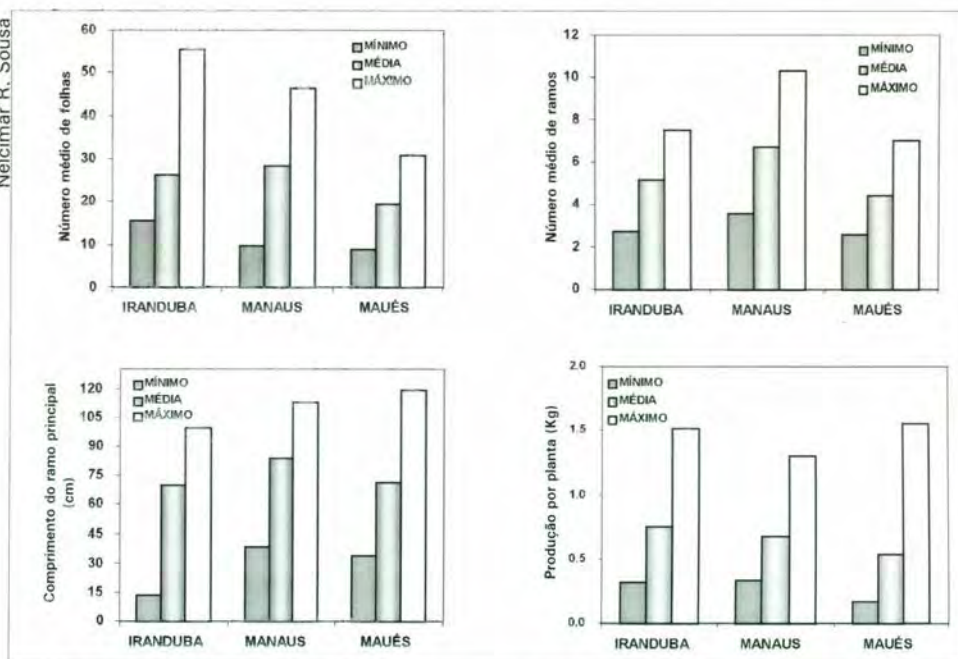 Nelcimar R. Sousa
Número médio de folhas
60
50
40
30
20
10
0
MÍNIMO
MÉDIA
MÁXIMO
IRANDUBA MANAUS MAUÉS
Número médio de ramos
12
10
8
6
4
2
0
MÍNIMO
MÉDIA
MÁXIMO
IRANDUBA MANAUS MAUÉS
Comprimento do ramo principal
(cm)
120
105
90
75
60
45
30
15
0
MÍNIMO
MÉDIA
MÁXIMO
IRANDUBA MANAUS MAUÉS
Produção por planta (Kg)
2.0
1.5
1.0
0.5
0.0
MÍNIMO
MÉDIA
MÁXIMO
IRANDUBA MANAUS MAUÉS